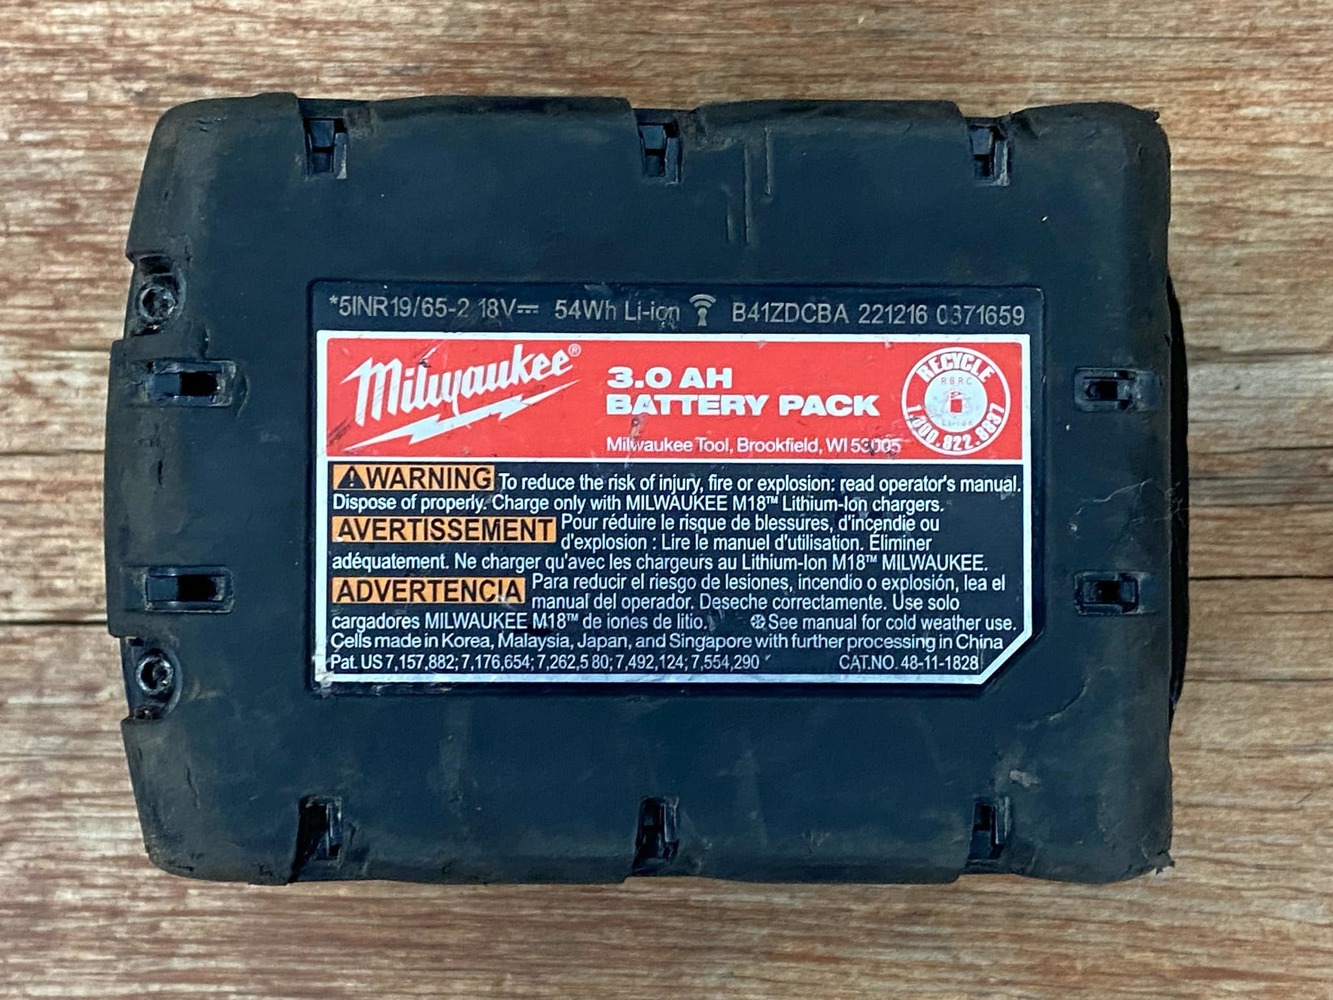 *5INR19/65-2 18V⎓ 54Wh Li-ion B41ZDCBA 221216 0371659
Milwaukee®
3.0 AH
BATTERY PACK
Milwaukee Tool, Brookfield, WI 53005
RECYCLE
RBRC
Li-ion
1.800.822.8837
⚠WARNING To reduce the risk of injury, fire or explosion: read operator's manual.
Dispose of properly. Charge only with MILWAUKEE M18™ Lithium-Ion chargers.
AVERTISSEMENT Pour réduire le risque de blessures, d'incendie ou
d'explosion : Lire le manuel d'utilisation. Éliminer
adéquatement. Ne charger qu'avec les chargeurs au Lithium-Ion M18™ MILWAUKEE.
ADVERTENCIA Para reducir el riesgo de lesiones, incendio o explosión, lea el
manual del operador. Deseche correctamente. Use solo
cargadores MILWAUKEE M18™ de iones de litio. ❄See manual for cold weather use.
Cells made in Korea, Malaysia, Japan, and Singapore with further processing in China
Pat. US 7,157,882; 7,176,654; 7,262,580; 7,492,124; 7,554,290 CAT.NO. 48-11-1828